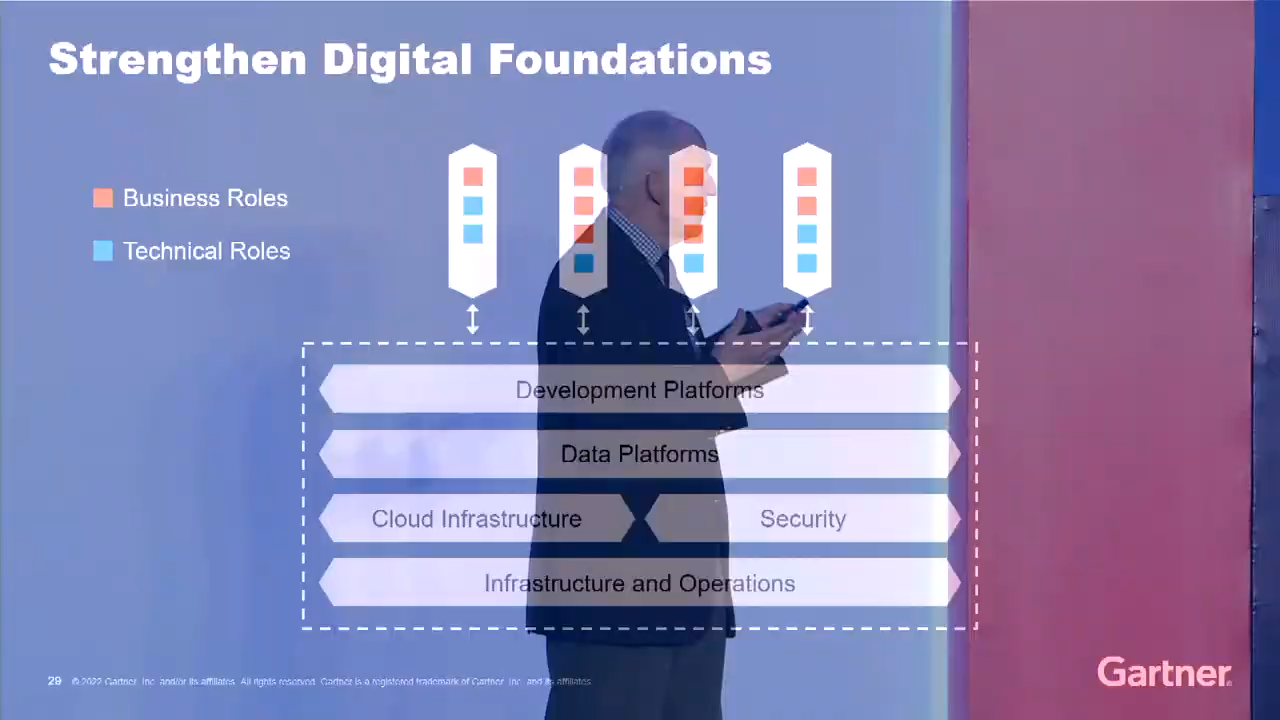 Strengthen Digital Foundations
Business Roles
Technical Roles
Development Platforms
Data Platforms
Cloud Infrastructure
Security
Infrastructure and Operations
29 © 2022 Gartner, Inc. and/or its affiliates. All rights reserved. Gartner is a registered trademark of Gartner, Inc. and its affiliates.
Gartner